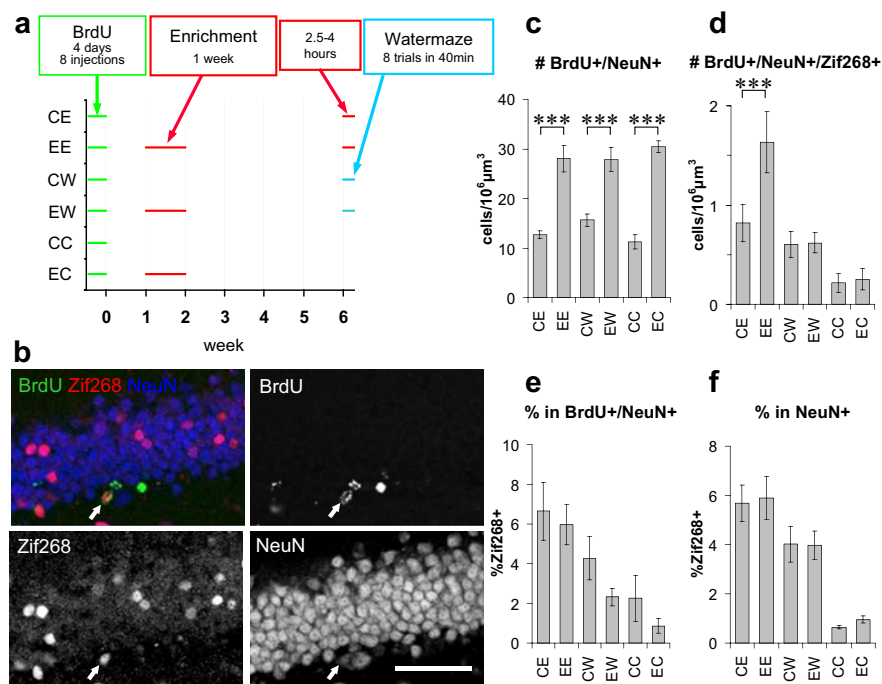 a
BrdU
4 days
8 injections
Enrichment
1 week
2.5-4
hours
Watermaze
8 trials in 40min
CE
EE
CW
EW
CC
EC
0 1 2 3 4 5 6
week
b
BrdU Zif268 NeuN
BrdU
Zif268
NeuN
c
# BrdU+/NeuN+
*** *** ***
cells/10⁶µm³
40
30
20
10
0
CE EE CW EW CC EC
d
# BrdU+/NeuN+/Zif268+
***
cells/10⁶µm³
2
1
0
CE EE CW EW CC EC
e
% in BrdU+/NeuN+
%Zif268+
10
8
6
4
2
0
CE EE CW EW CC EC
f
% in NeuN+
%Zif268+
8
6
4
2
0
CE EE CW EW CC EC